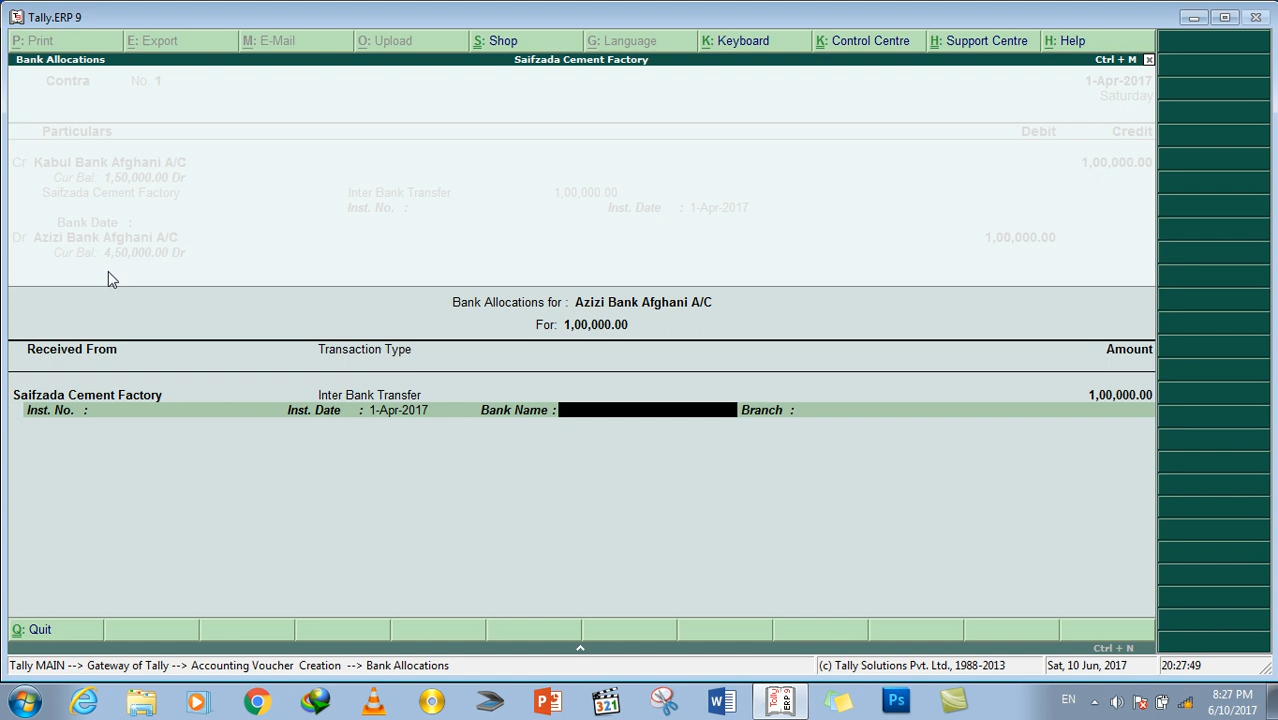 Tally.ERP 9
P: Print E: Export M: E-Mail O: Upload S: Shop G: Language K: Keyboard K: Control Centre H: Support Centre H: Help
Bank Allocations Saifzada Cement Factory Ctrl + M
Contra No. 1 1-Apr-2017
Saturday
Particulars Debit Credit
Cr Kabul Bank Afghani A/C 1,00,000.00
Cur Bal: 1,50,000.00 Dr
Saifzada Cement Factory Inter Bank Transfer 1,00,000.00
Inst. No. : Inst. Date : 1-Apr-2017
Bank Date :
Dr Azizi Bank Afghani A/C 1,00,000.00
Cur Bal: 4,50,000.00 Dr
Bank Allocations for : Azizi Bank Afghani A/C
For: 1,00,000.00
Received From Transaction Type Amount
Saifzada Cement Factory Inter Bank Transfer 1,00,000.00
Inst. No. : Inst. Date : 1-Apr-2017 Bank Name : Branch :
Q: Quit
Ctrl + N
Tally MAIN --> Gateway of Tally --> Accounting Voucher Creation --> Bank Allocations (c) Tally Solutions Pvt. Ltd., 1988-2013 Sat, 10 Jun, 2017 20:27:49
EN 8:27 PM
6/10/2017